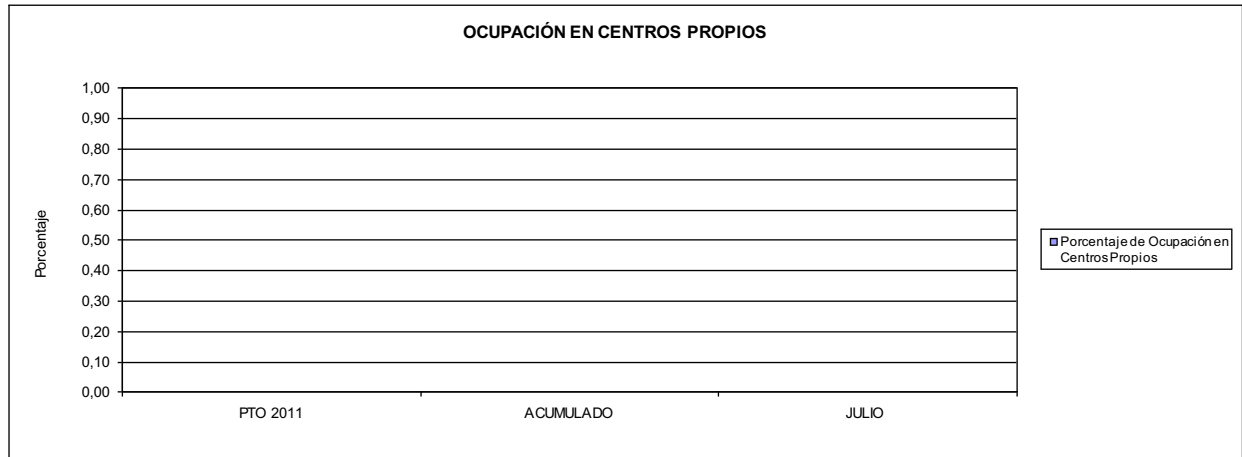 OCUPACIÓN EN CENTROS PROPIOS
1,00
0,90
0,80
0,70
0,60
0,50
0,40
0,30
0,20
0,10
0,00
Porcentaje
PTO 2011 ACUMULADO JULIO
Porcentaje de Ocupación en
Centros Propios